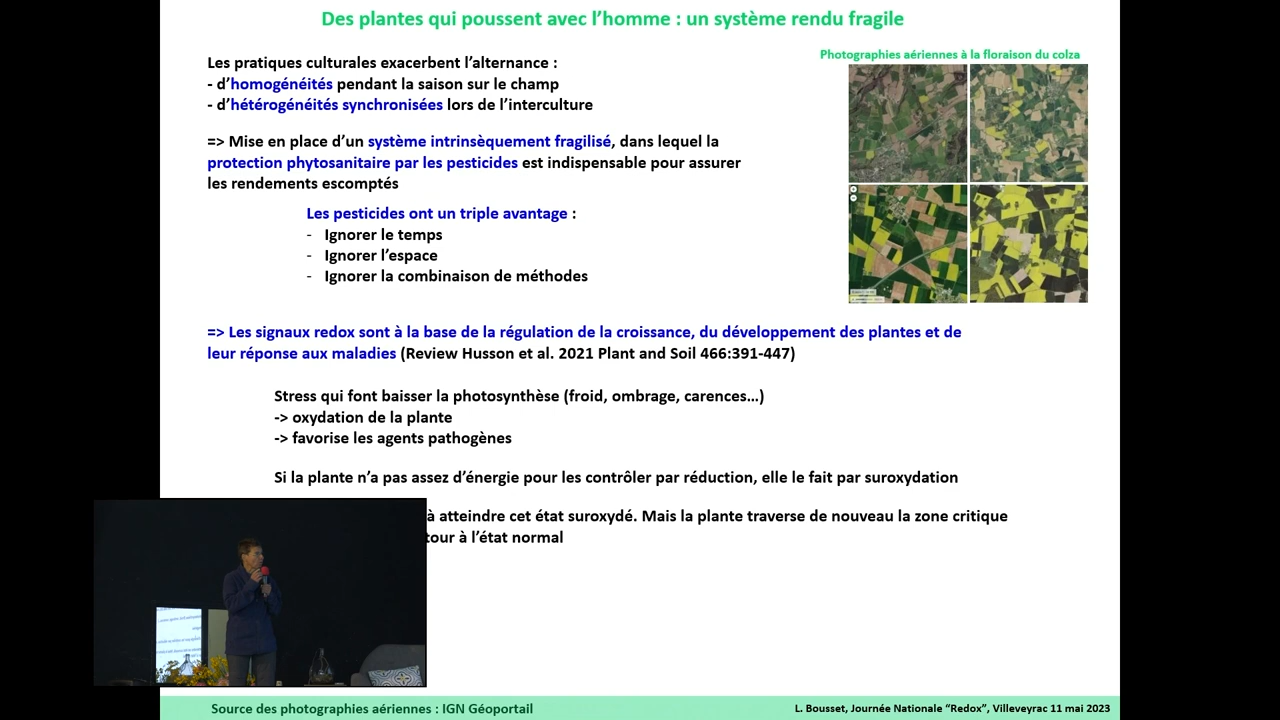 Des plantes qui poussent avec l'homme : un système rendu fragile
Photographies aériennes à la floraison du colza
Les pratiques culturales exacerbent l'alternance :
- d'homogénéités pendant la saison sur le champ
- d'hétérogénéités synchronisées lors de l'interculture
=> Mise en place d'un système intrinsèquement fragilisé, dans lequel la
protection phytosanitaire par les pesticides est indispensable pour assurer
les rendements escomptés
Les pesticides ont un triple avantage :
- Ignorer le temps
- Ignorer l'espace
- Ignorer la combinaison de méthodes
=> Les signaux redox sont à la base de la régulation de la croissance, du développement des plantes et de
leur réponse aux maladies (Review Husson et al. 2021 Plant and Soil 466:391-447)
Stress qui font baisser la photosynthèse (froid, ombrage, carences…)
-> oxydation de la plante
-> favorise les agents pathogènes
Si la plante n'a pas assez d'énergie pour les contrôler par réduction, elle le fait par suroxydation
à atteindre cet état suroxydé. Mais la plante traverse de nouveau la zone critique
tour à l'état normal
Source des photographies aériennes : IGN Géoportail
L. Bousset, Journée Nationale "Redox", Villeveyrac 11 mai 2023